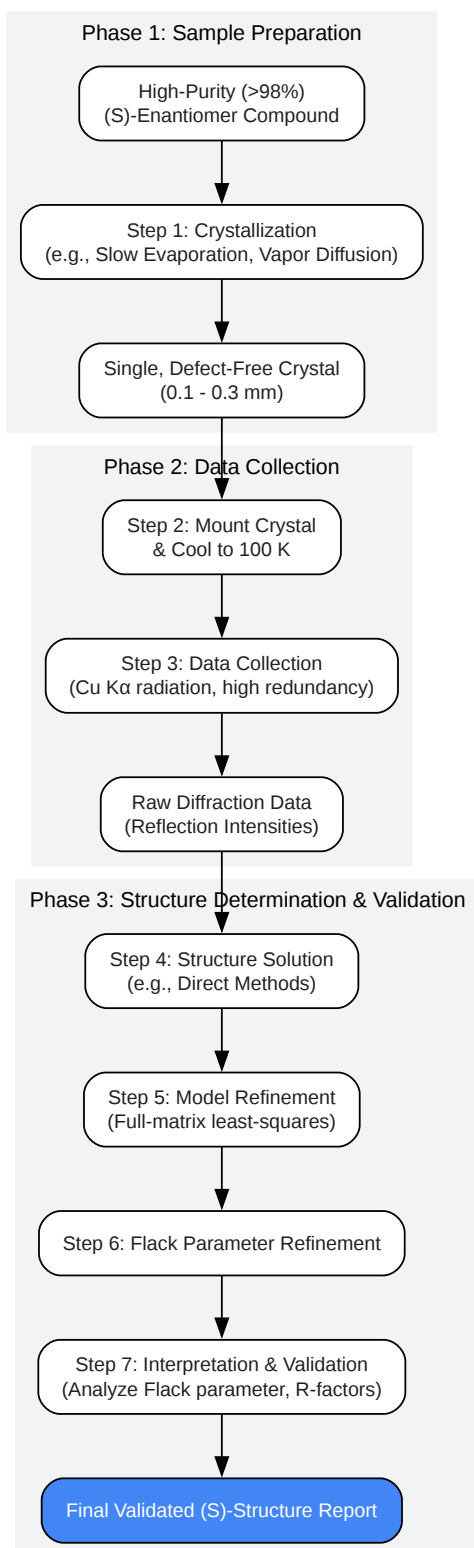 Phase 1: Sample Preparation
High-Purity (>98%)
(S)-Enantiomer Compound
Step 1: Crystallization
(e.g., Slow Evaporation, Vapor Diffusion)
Single, Defect-Free Crystal
(0.1 - 0.3 mm)
Phase 2: Data Collection
Step 2: Mount Crystal
& Cool to 100 K
Step 3: Data Collection
(Cu Kα radiation, high redundancy)
Raw Diffraction Data
(Reflection Intensities)
Phase 3: Structure Determination & Validation
Step 4: Structure Solution
(e.g., Direct Methods)
Step 5: Model Refinement
(Full-matrix least-squares)
Step 6: Flack Parameter Refinement
Step 7: Interpretation & Validation
(Analyze Flack parameter, R-factors)
Final Validated (S)-Structure Report